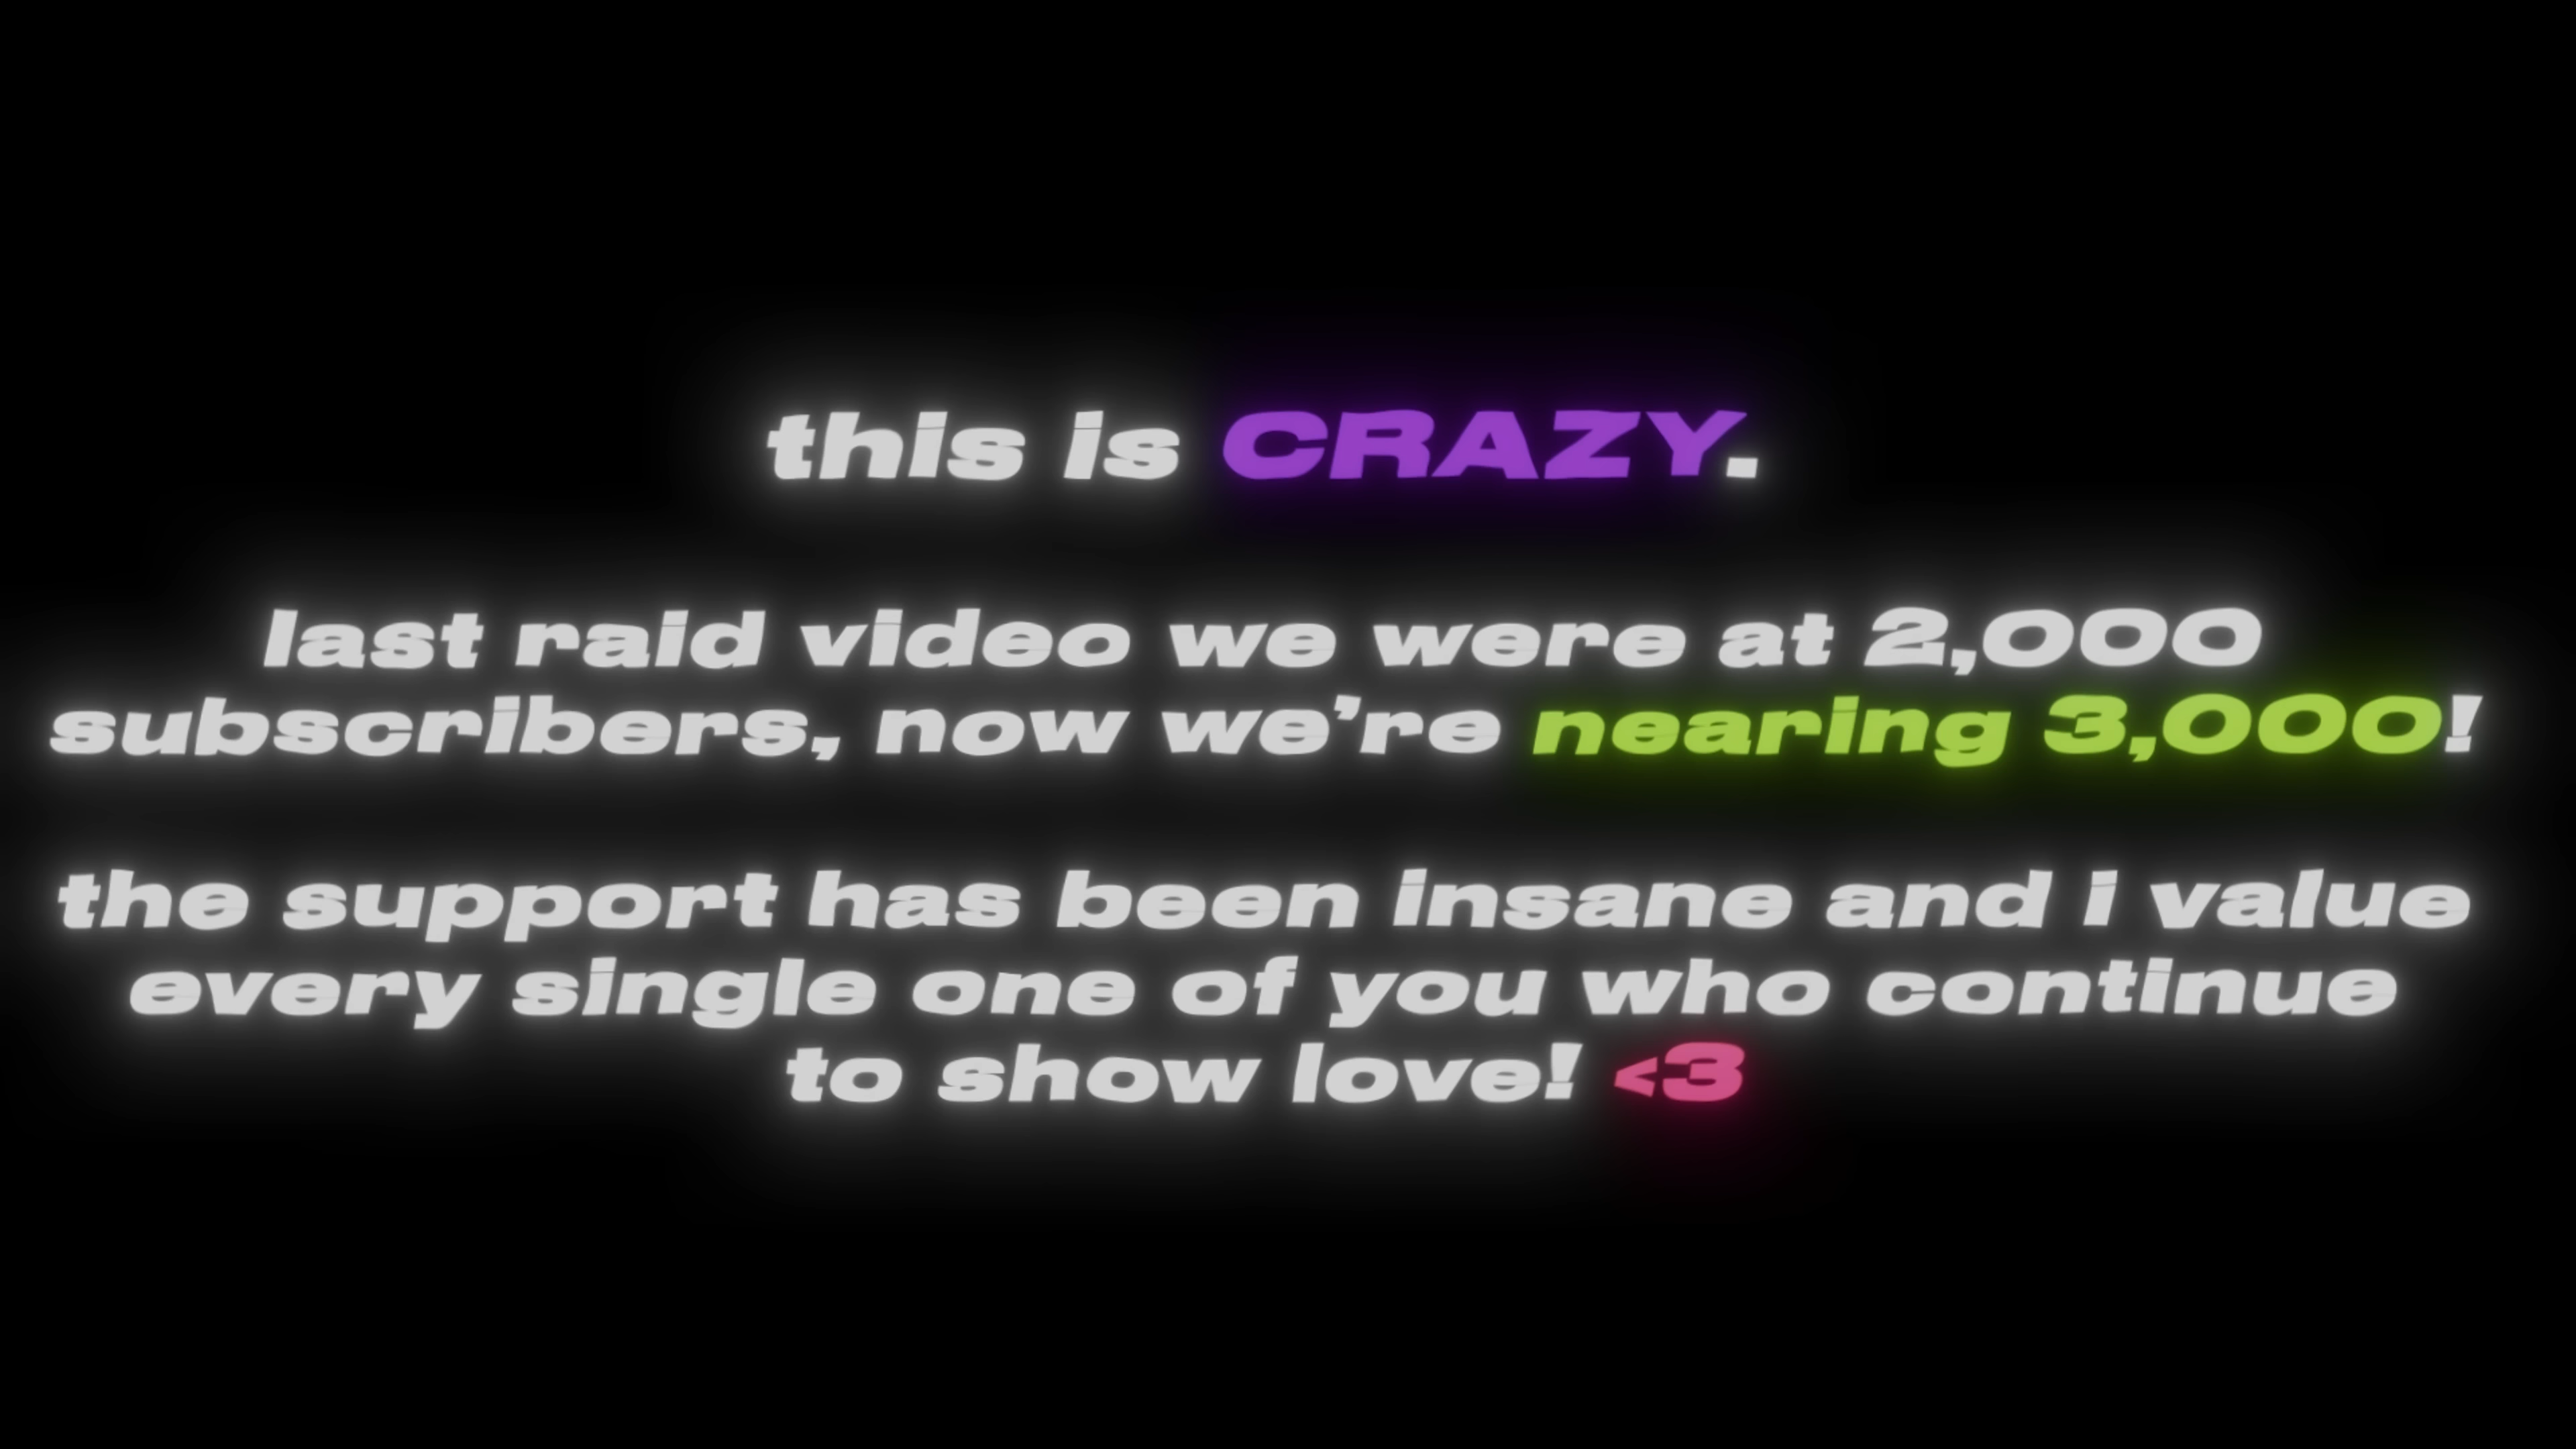 this is CRAZY.
last raid video we were at 2,000
subscribers, now we're nearing 3,000!
the support has been insane and i value
every single one of you who continue
to show love! <3